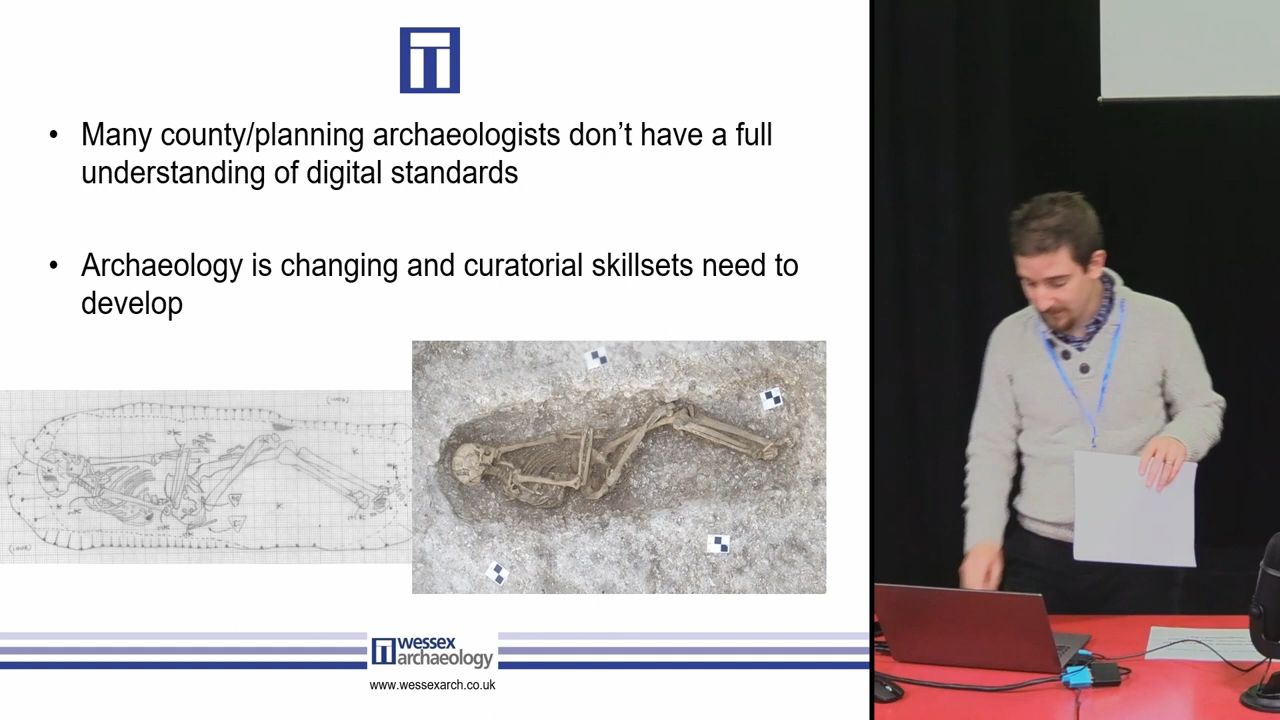 • Many county/planning archaeologists don’t have a full
understanding of digital standards
• Archaeology is changing and curatorial skillsets need to
develop
wessex
archaeology
www.wessexarch.co.uk